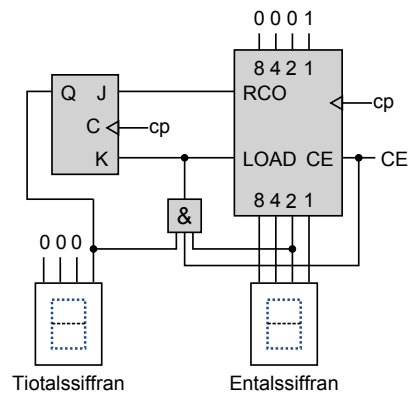 0 0 0 1
8 4 2 1
Q J
RCO
C
cp
cp
K
LOAD CE
CE
8 4 2 1
&
0 0 0
Tiotalssiffran
Entalssiffran